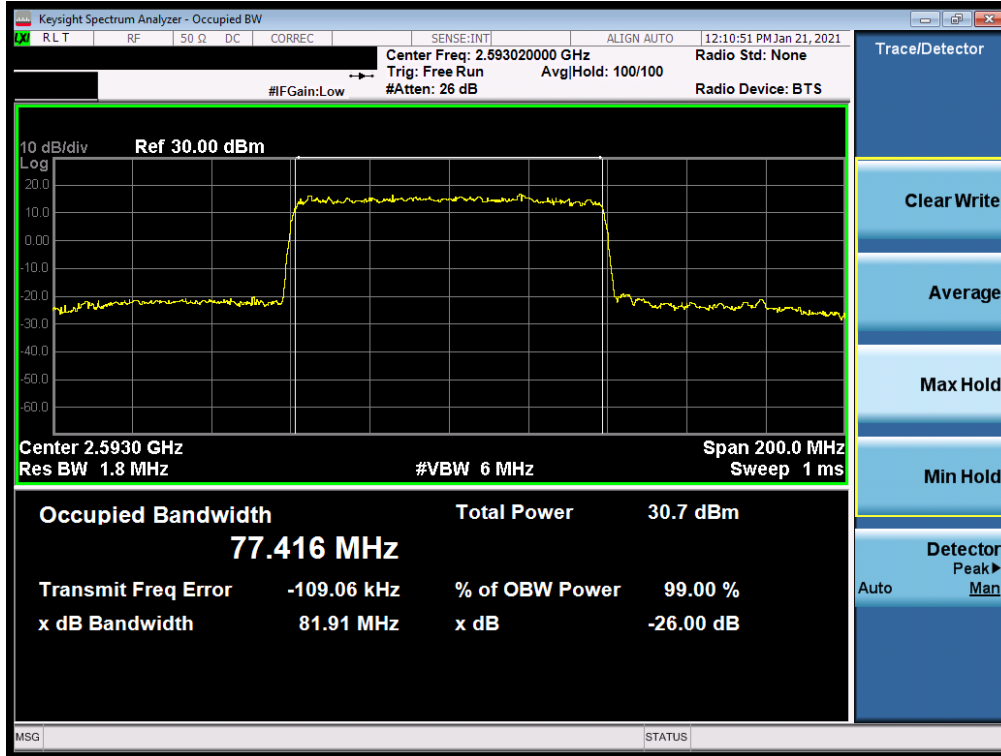 Keysight Spectrum Analyzer - Occupied BW
LXI RLT RF 50 Ω DC CORREC SENSE:INT ALIGN AUTO 12:10:51 PM Jan 21, 2021
Center Freq: 2.593020000 GHz Radio Std: None
Trig: Free Run Avg|Hold: 100/100
#IFGain:Low #Atten: 26 dB Radio Device: BTS
Trace/Detector
10 dB/div Ref 30.00 dBm
Log
20.0
10.0
0.00
-10.0
-20.0
-30.0
-40.0
-50.0
-60.0
Center 2.5930 GHz Span 200.0 MHz
Res BW 1.8 MHz #VBW 6 MHz Sweep 1 ms
Occupied Bandwidth Total Power 30.7 dBm
77.416 MHz
Transmit Freq Error -109.06 kHz % of OBW Power 99.00 %
x dB Bandwidth 81.91 MHz x dB -26.00 dB
Clear Write
Average
Max Hold
Min Hold
Detector
Peak
Auto Man
MSG STATUS